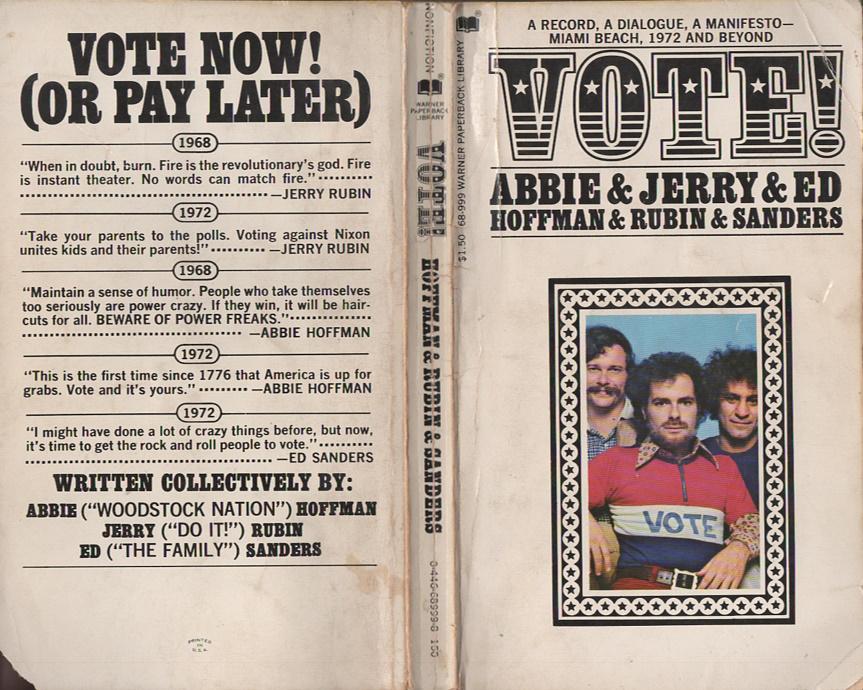 VOTE NOW!
(OR PAY LATER)
1968
“When in doubt, burn. Fire is the revolutionary's god. Fire
is instant theater. No words can match fire.”
—JERRY RUBIN
1972
“Take your parents to the polls. Voting against Nixon
unites kids and their parents!” —JERRY RUBIN
1968
“Maintain a sense of humor. People who take themselves
too seriously are power crazy. If they win, it will be hair-
cuts for all. BEWARE OF POWER FREAKS.”
—ABBIE HOFFMAN
1972
“This is the first time since 1776 that America is up for
grabs. Vote and it's yours.” —ABBIE HOFFMAN
1972
“I might have done a lot of crazy things before, but now,
it's time to get the rock and roll people to vote.”
—ED SANDERS
WRITTEN COLLECTIVELY BY:
ABBIE (“WOODSTOCK NATION”) HOFFMAN
JERRY (“DO IT!”) RUBIN
ED (“THE FAMILY”) SANDERS
PRINTED
IN
U.S.A.
NONFICTION
WARNER
PAPERBACK
LIBRARY
VOTE!
HOFFMAN & RUBIN & SANDERS
0-446-68999-8 150
$1.50 68-999 WARNER PAPERBACK LIBRARY
A RECORD, A DIALOGUE, A MANIFESTO—
MIAMI BEACH, 1972 AND BEYOND
VOTE!
ABBIE & JERRY & ED
HOFFMAN & RUBIN & SANDERS
VOTE